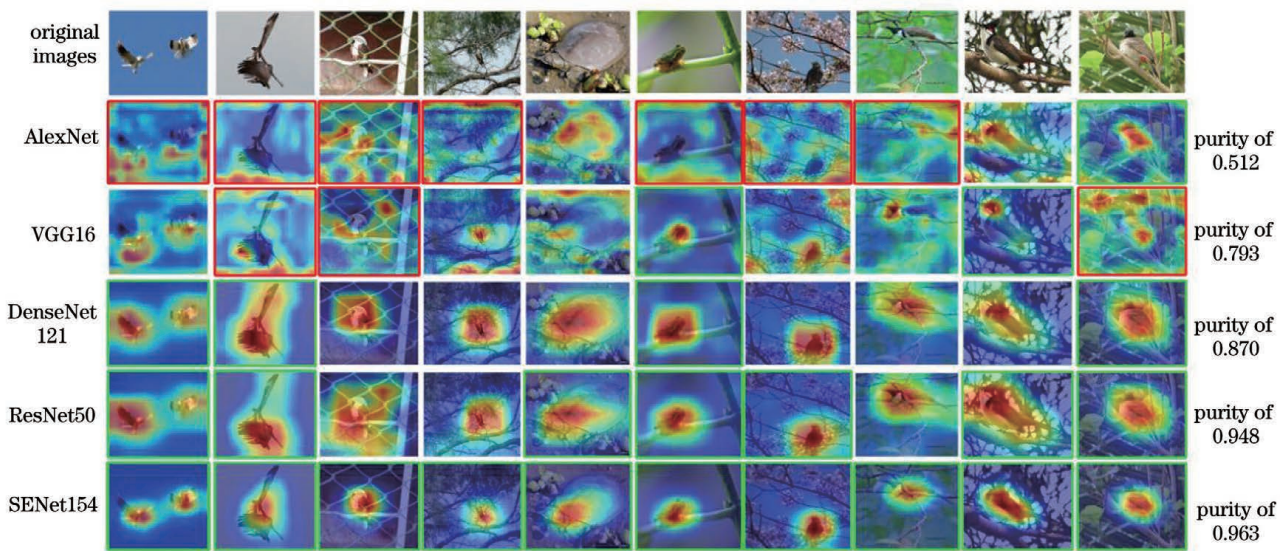 original
images
AlexNet
purity of
0.512
VGG16
purity of
0.793
DenseNet
121
purity of
0.870
ResNet50
purity of
0.948
SENet154
purity of
0.963